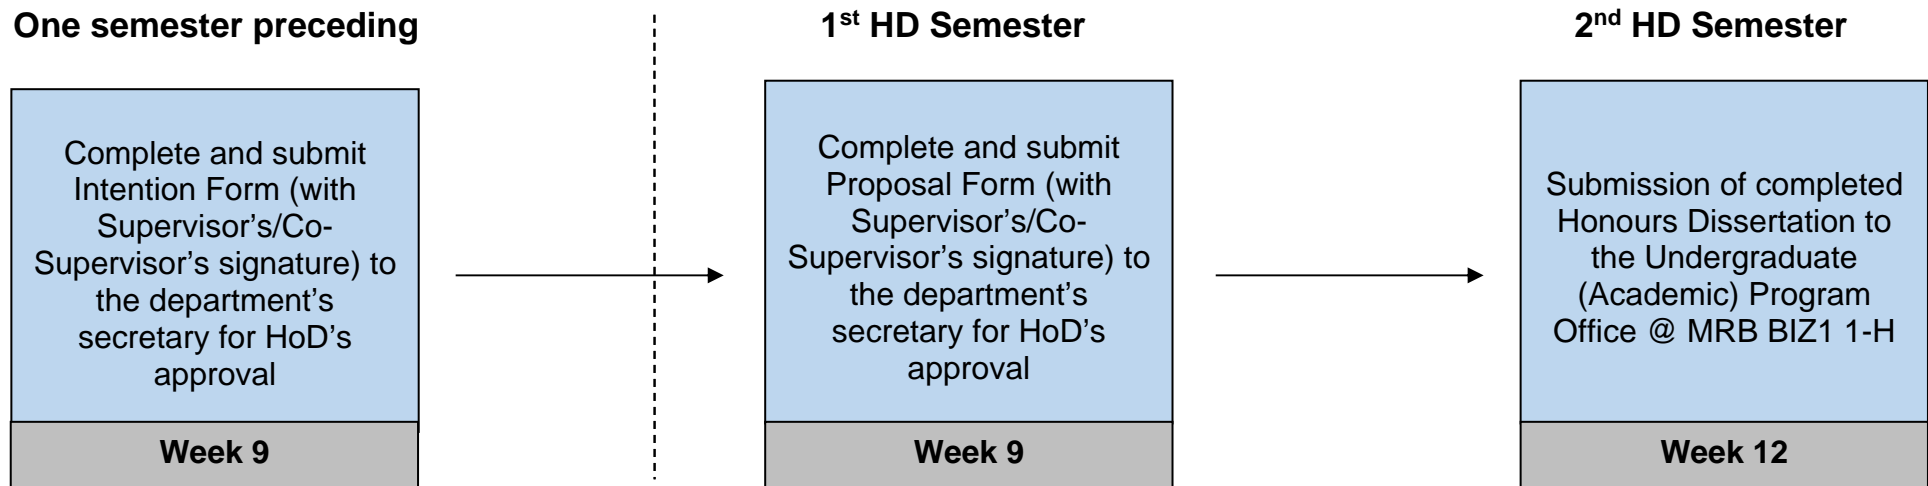 One semester preceding
Complete and submit
Intention Form (with
Supervisor’s/Co-
Supervisor’s signature) to
the department’s
secretary for HoD’s
approval
Week 9
1st HD Semester
Complete and submit
Proposal Form (with
Supervisor’s/Co-
Supervisor’s signature) to
the department’s
secretary for HoD’s
approval
Week 9
2nd HD Semester
Submission of completed
Honours Dissertation to
the Undergraduate
(Academic) Program
Office @ MRB BIZ1 1-H
Week 12